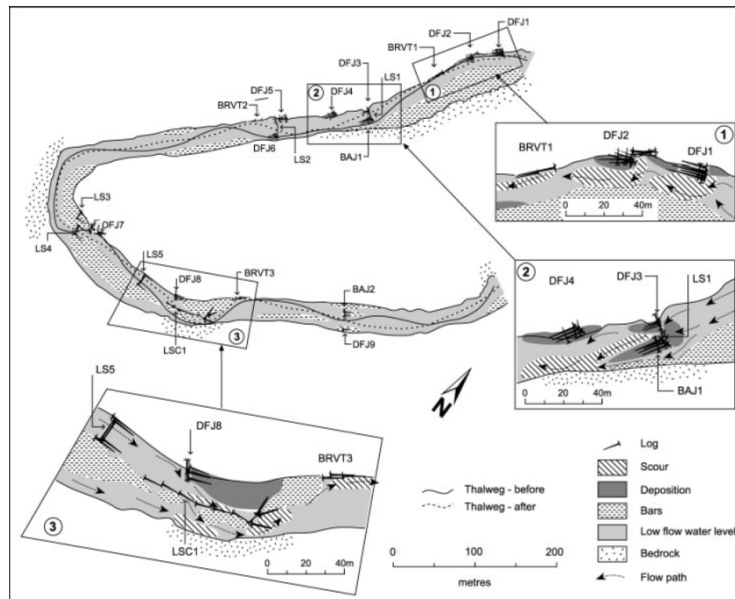 DFJ1
DFJ2
BRVT1
DFJ3
LS1
1
2
DFJ4
DFJ5
BRVT2
DFJ6
LS2
BAJ1
LS3
DFJ7
LS4
LS5
DFJ8
BRVT3
BAJ2
LSC1
3
DFJ9
1
DFJ2
DFJ1
BRVT1
0 20 40m
2
DFJ3
LS1
DFJ4
BAJ1
0 20 40m
N
LS5
DFJ8
BRVT3
LSC1
3
0 20 40m
Thalweg - before
Thalweg - after
0 100 200
metres
Log
Scour
Deposition
Bars
Low flow water level
Bedrock
Flow path